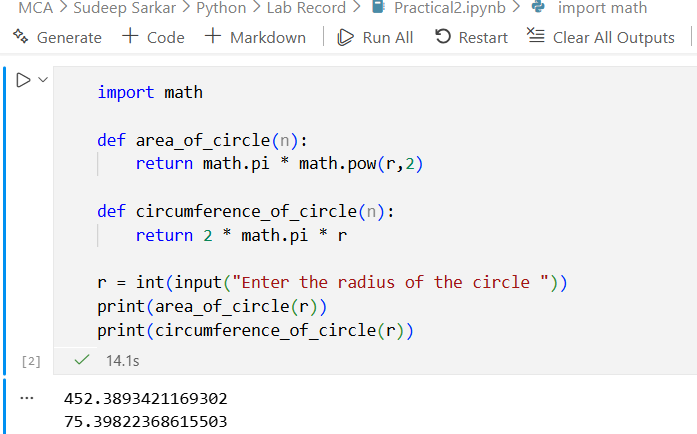 MCA > Sudeep Sarkar > Python > Lab Record > Practical2.ipynb > import math
Generate + Code + Markdown | Run All Restart Clear All Outputs
import math
def area_of_circle(n):
    return math.pi * math.pow(r,2)
def circumference_of_circle(n):
    return 2 * math.pi * r
r = int(input("Enter the radius of the circle "))
print(area_of_circle(r))
print(circumference_of_circle(r))
[2] 14.1s
... 452.3893421169302
75.39822368615503